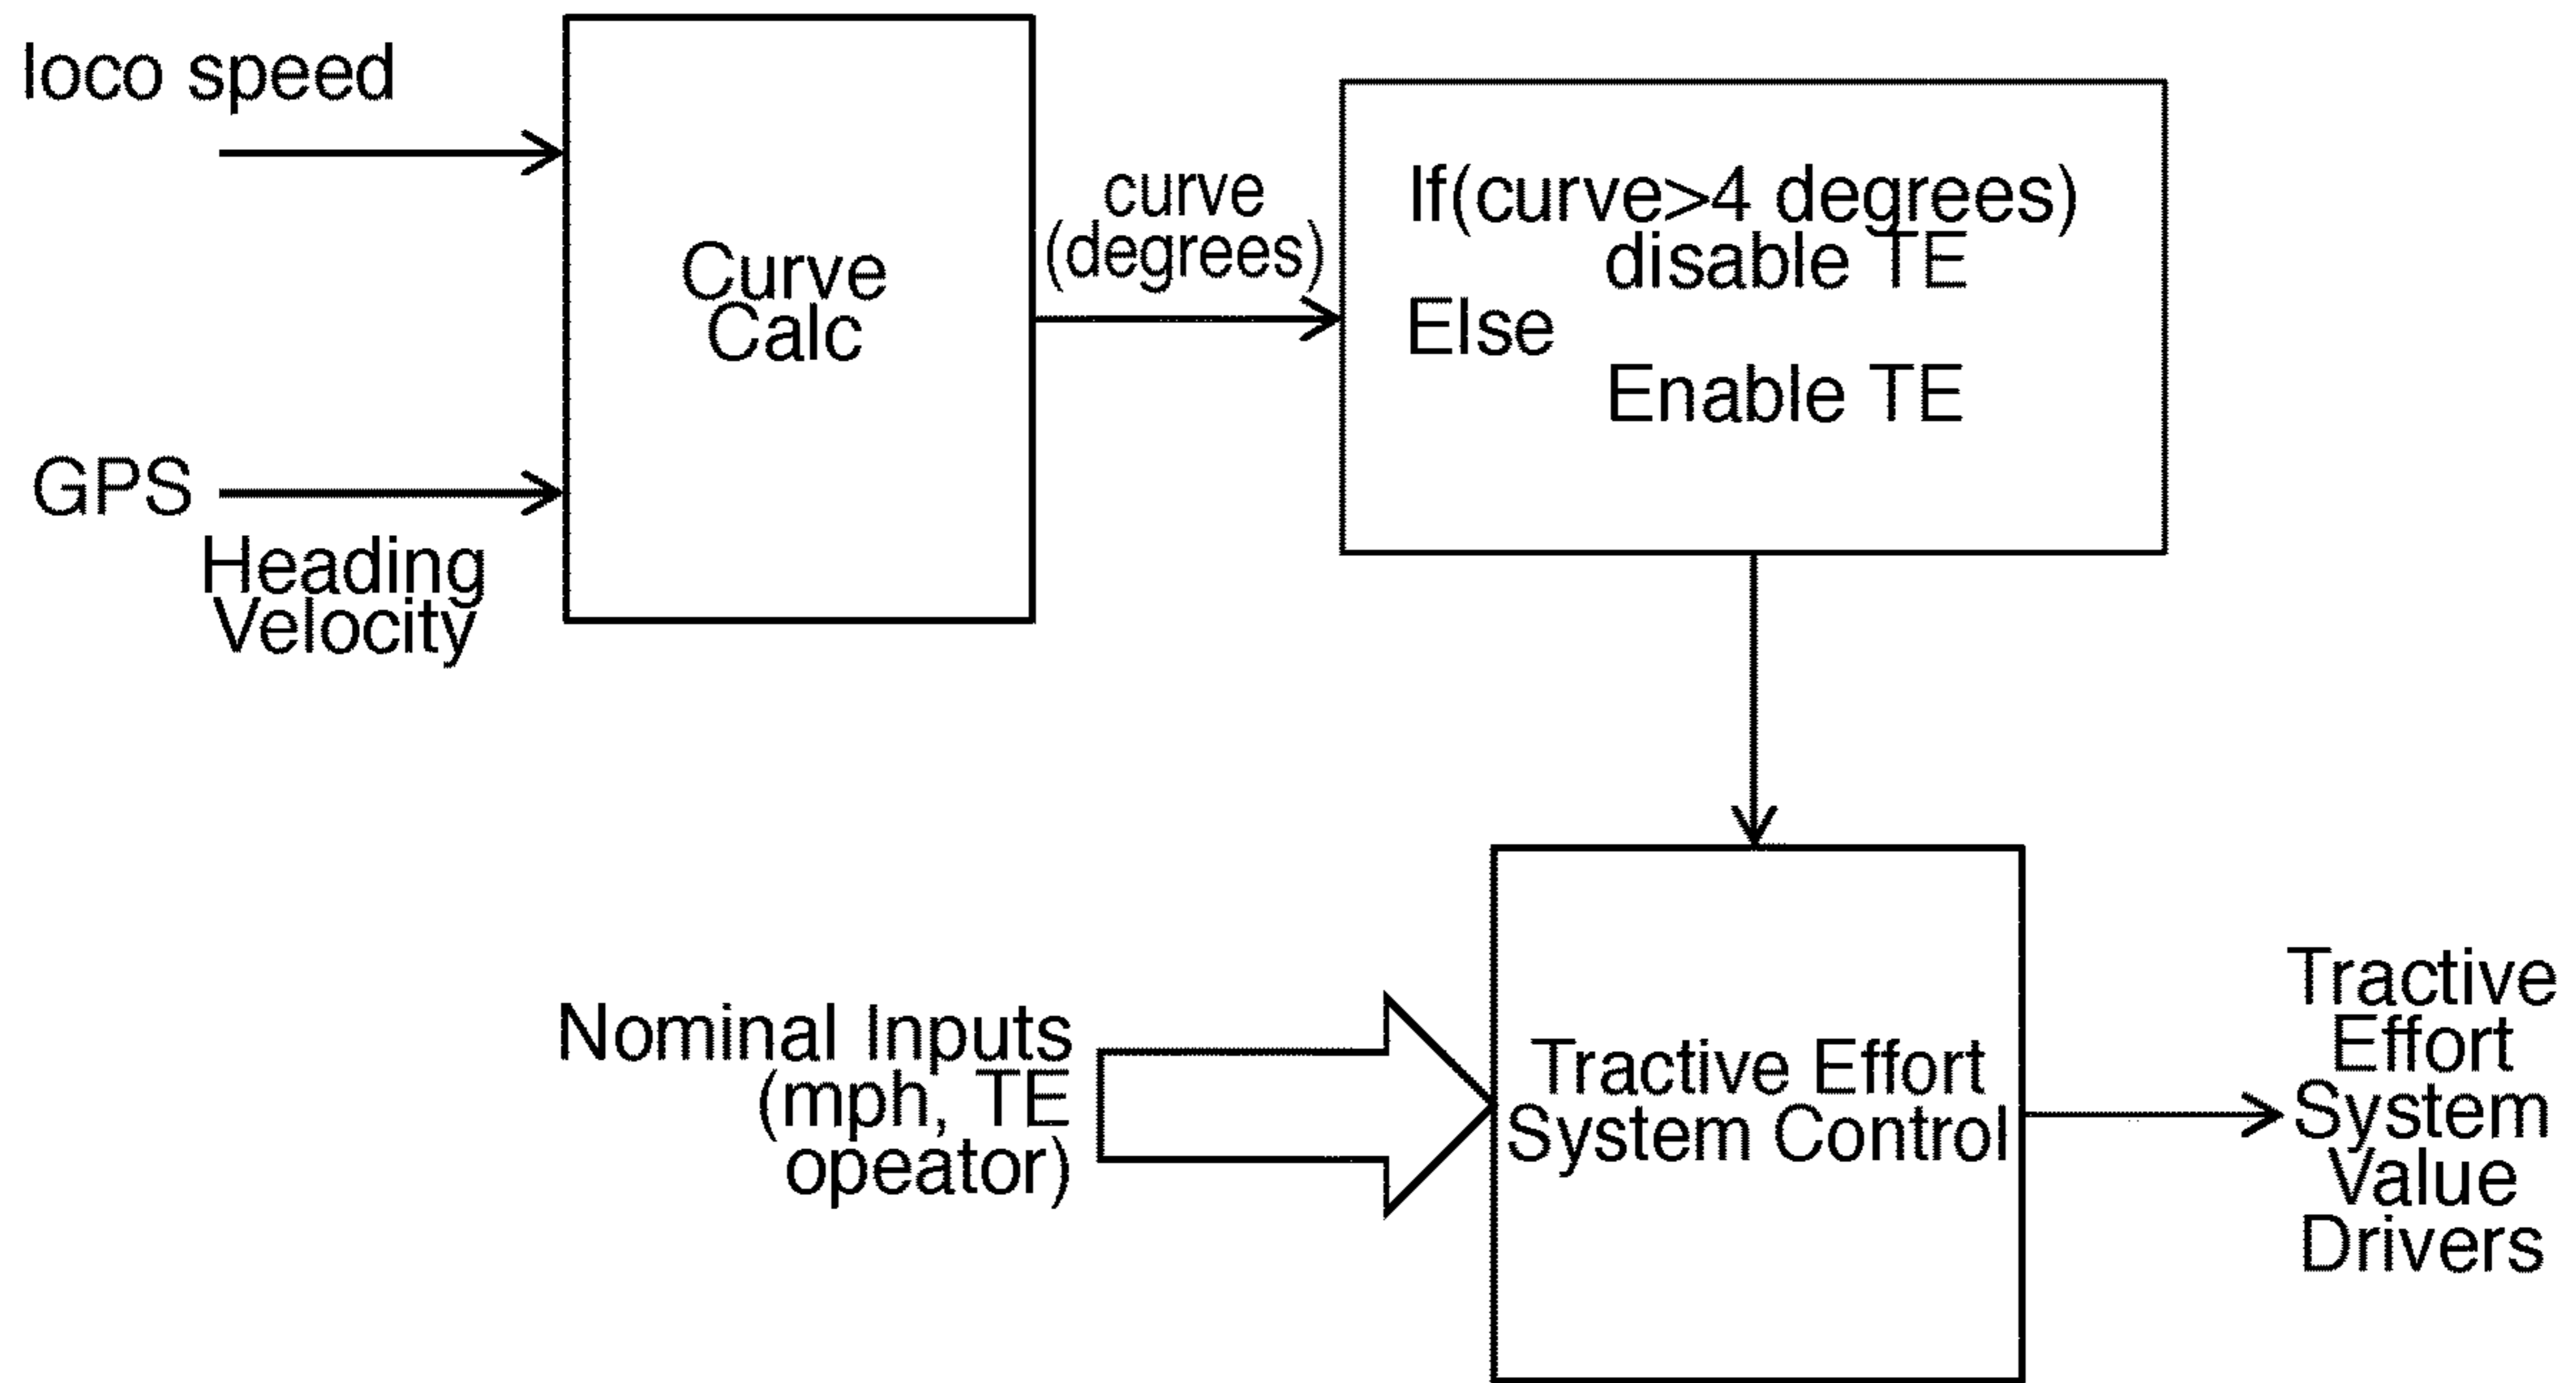 loco speed
GPS
Heading
Velocity
Curve
Calc
curve
(degrees)
If(curve>4 degrees)
disable TE
Else
Enable TE
Nominal Inputs
(mph, TE
opeator)
Tractive Effort
System Control
Tractive
Effort
System
Value
Drivers